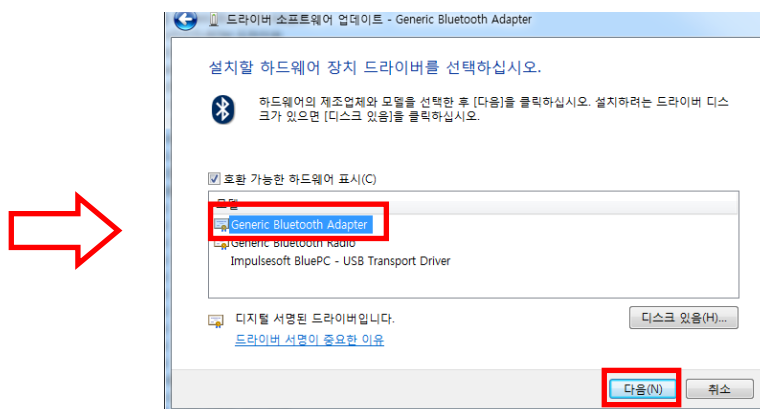 드라이버 소프트웨어 업데이트 - Generic Bluetooth Adapter
설치할 하드웨어 장치 드라이버를 선택하십시오.
하드웨어의 제조업체와 모델을 선택한 후 [다음]을 클릭하십시오. 설치하려는 드라이버 디스
크가 있으면 [디스크 있음]을 클릭하십시오.
호환 가능한 하드웨어 표시(C)
모델
Generic Bluetooth Adapter
Generic Bluetooth Radio
Impulsesoft BluePC - USB Transport Driver
디지털 서명된 드라이버입니다.
디스크 있음(H)...
드라이버 서명이 중요한 이유
다음(N)
취소